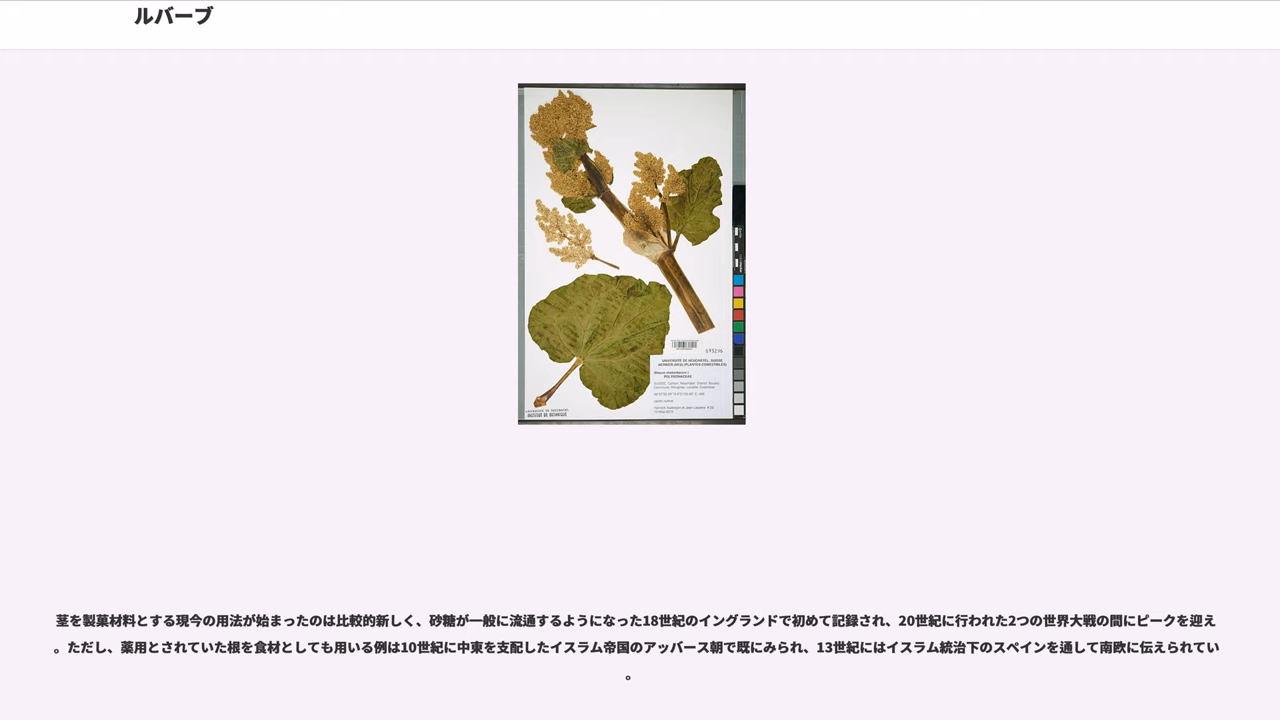 ルバーブ
593216
UNIVERSITÉ DE NEUCHÂTEL, SUISSE
POLYGONACEAE
INSTITUT DE BOTANIQUE
茎を製菓材料とする現今の用法が始まったのは比較的新しく、砂糖が一般に流通するようになった18世紀のイングランドで初めて記録され、20世紀に行われた2つの世界大戦の間にピークを迎え
。ただし、薬用とされていた根を食材としても用いる例は10世紀に中東を支配したイスラム帝国のアッバース朝で既にみられ、13世紀にはイスラム統治下のスペインを通して南欧に伝えられてい
。